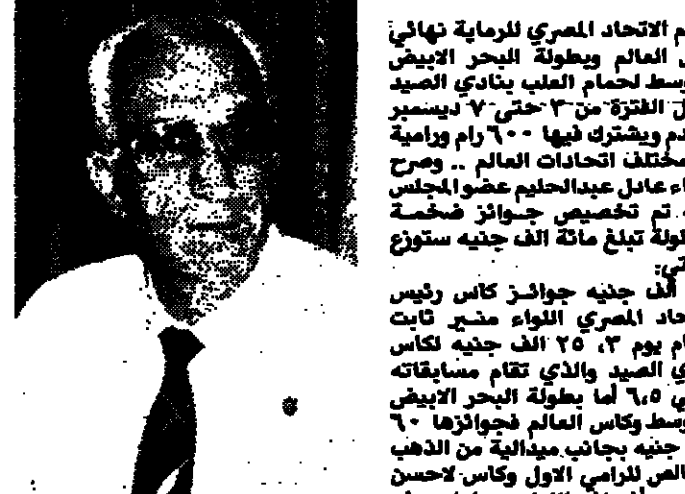 م الاتحاد المصري للرماية نهائي
العالم وبطولة البحر الابيض
وسط لحمام العلب بنادي الصيد
ل الفترة من ٣ حتى ٧ ديسمبر
دم ويشترك فيها ٦٠٠ رام ورامية
مختلف اتحادات العالم .. وصرح
اء عادل عبدالحليم عضو المجلس
تم تخصيص جوائز ضخمة
طولة تبلغ مائة الف جنيه ستوزع
تي:
الف جنيه جوائز كاس رئيس
حاد المصري اللواء منير ثابت
ام يوم ٣، ٢٥ الف جنيه لكاس
ي الصيد والذي تقام مسابقاته
ي ٦،٥ أما بطولة البحر الابيض
وسط وكاس العالم فجوائزها ٦٠
جنيه بجانب ميدالية من الذهب
الص للرامي الاول وكاس لاحسن